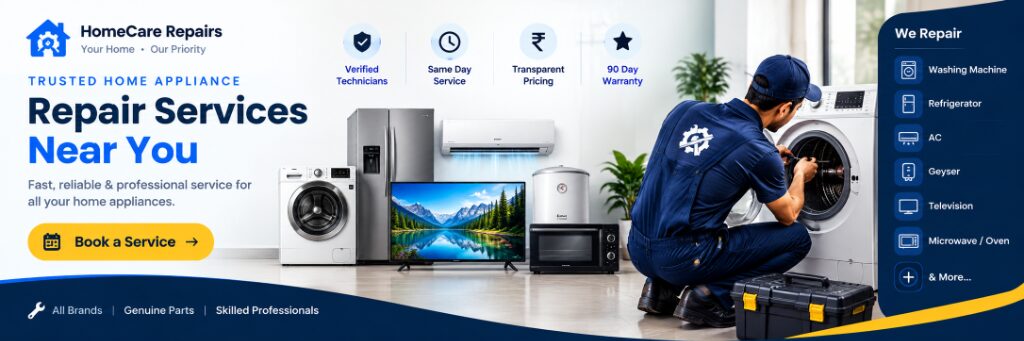 HomeCare Repairs
Your Home • Our Priority
TRUSTED HOME APPLIANCE
Repair Services
Near You
Fast, reliable & professional service for
all your home appliances.
Book a Service →
Verified
Technicians
Same Day
Service
₹
Transparent
Pricing
90 Day
Warranty
We Repair
Washing Machine
Refrigerator
AC
Geyser
Television
Microwave / Oven
& More...
All Brands | Genuine Parts | Skilled Professionals